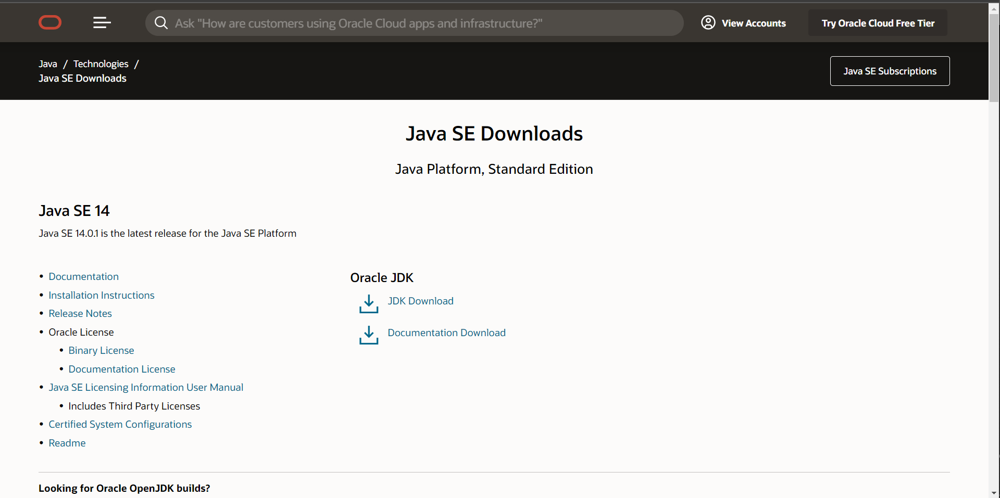 Ask "How are customers using Oracle Cloud apps and infrastructure?"
View Accounts
Try Oracle Cloud Free Tier
Java / Technologies /
Java SE Downloads
Java SE Subscriptions
Java SE Downloads
Java Platform, Standard Edition
Java SE 14
Java SE 14.0.1 is the latest release for the Java SE Platform
• Documentation
• Installation Instructions
• Release Notes
• Oracle License
• Binary License
• Documentation License
• Java SE Licensing Information User Manual
• Includes Third Party Licenses
• Certified System Configurations
• Readme
Oracle JDK
JDK Download
Documentation Download
Looking for Oracle OpenJDK builds?